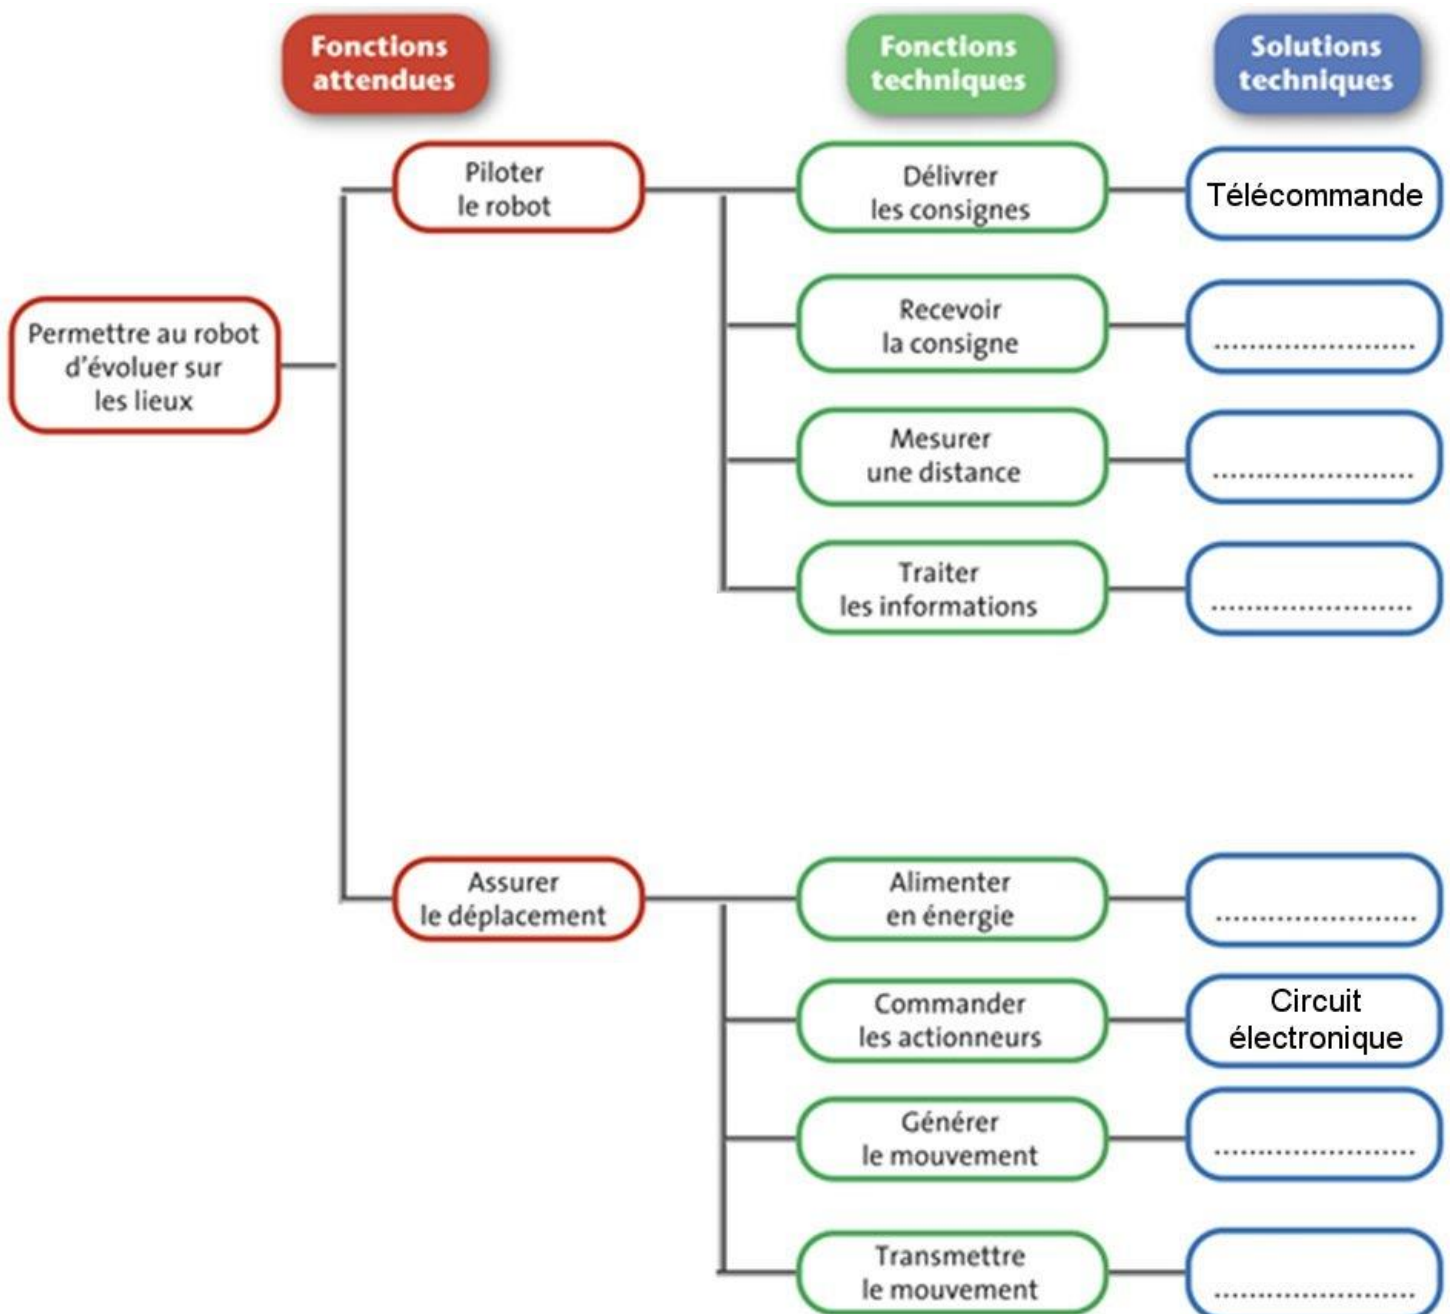 Fonctions
attendues
Fonctions
techniques
Solutions
techniques
Piloter
le robot
Délivrer
les consignes
Télécommande
Recevoir
la consigne
........................
Permettre au robot
d'évoluer sur
les lieux
Mesurer
une distance
........................
Traiter
les informations
........................
Assurer
le déplacement
Alimenter
en énergie
........................
Commander
les actionneurs
Circuit
électronique
Générer
le mouvement
........................
Transmettre
le mouvement
........................